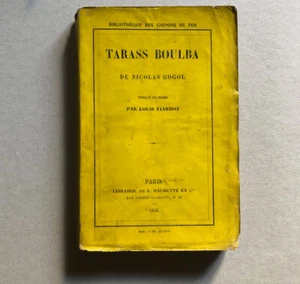 BIBLIOTHÈQUE DES CHEMINS DE FER
TARASS BOULBA
DE NICOLAS GOGOL
PAR LOUIS VIARDOT
PARIS
LIBRAIRIE DE L. HACHETTE ET Cie